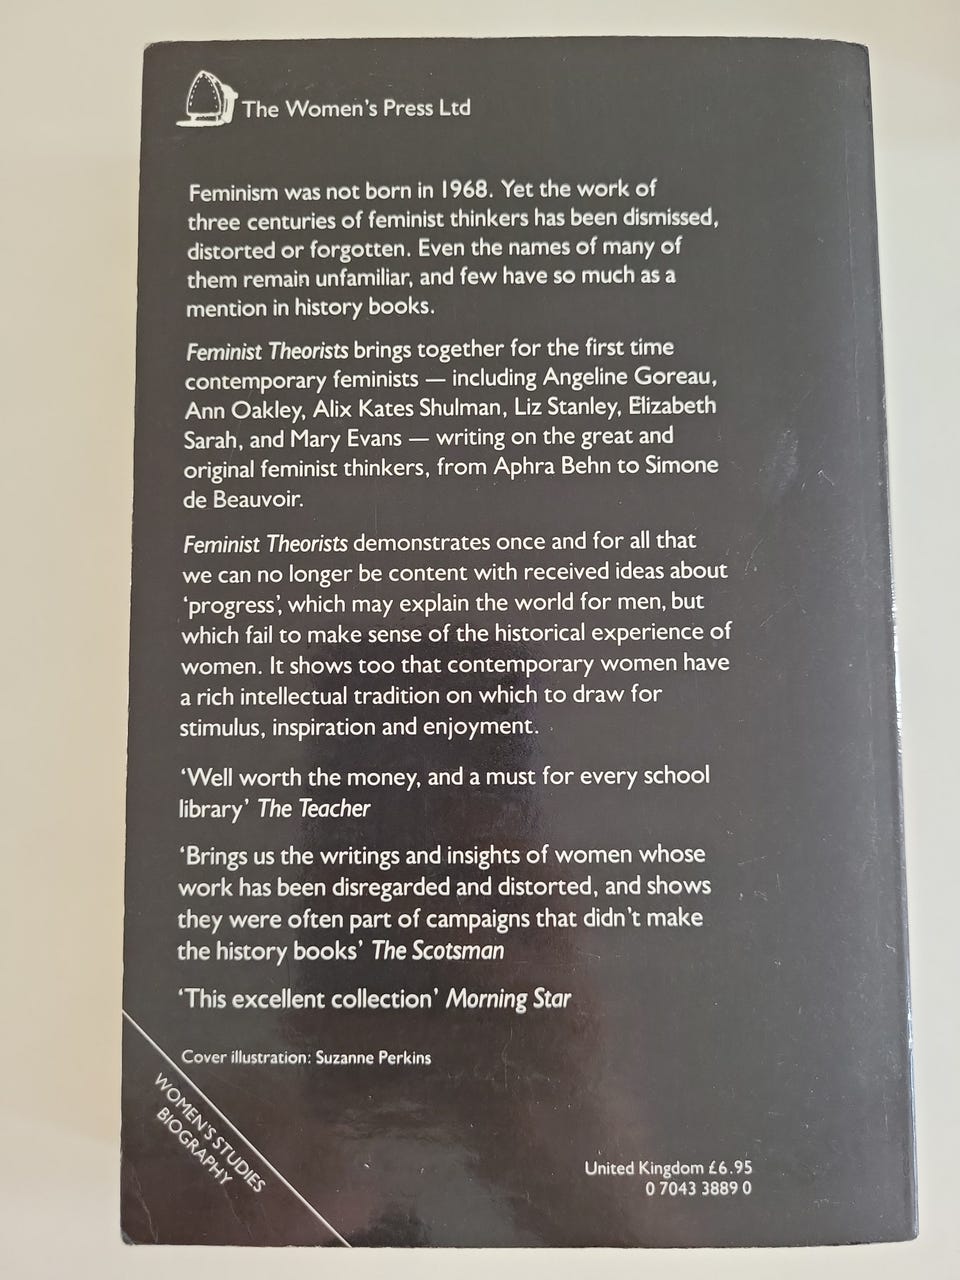 The Women's Press Ltd
Feminism was not born in 1968. Yet the work of
three centuries of feminist thinkers has been dismissed,
distorted or forgotten. Even the names of many of
them remain unfamiliar, and few have so much as a
mention in history books.
Feminist Theorists brings together for the first time
contemporary feminists — including Angeline Goreau,
Ann Oakley, Alix Kates Shulman, Liz Stanley, Elizabeth
Sarah, and Mary Evans — writing on the great and
original feminist thinkers, from Aphra Behn to Simone
de Beauvoir.
Feminist Theorists demonstrates once and for all that
we can no longer be content with received ideas about
‘progress’, which may explain the world for men, but
which fail to make sense of the historical experience of
women. It shows too that contemporary women have
a rich intellectual tradition on which to draw for
stimulus, inspiration and enjoyment.
‘Well worth the money, and a must for every school
library’ The Teacher
‘Brings us the writings and insights of women whose
work has been disregarded and distorted, and shows
they were often part of campaigns that didn’t make
the history books’ The Scotsman
‘This excellent collection’ Morning Star
Cover illustration: Suzanne Perkins
WOMEN'S STUDIES
BIOGRAPHY
United Kingdom £6.95
0 7043 3889 0